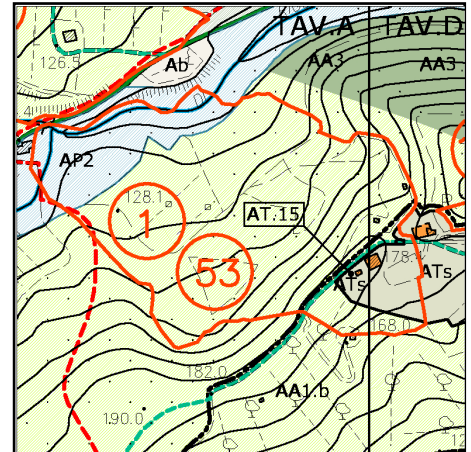 TAV.A TAV.D
126.5 Ab AA3 AA3
AP2
128.1
1
AT.15
53
178.
ATs ATs
168.0
182.0
AA1.b
190.0